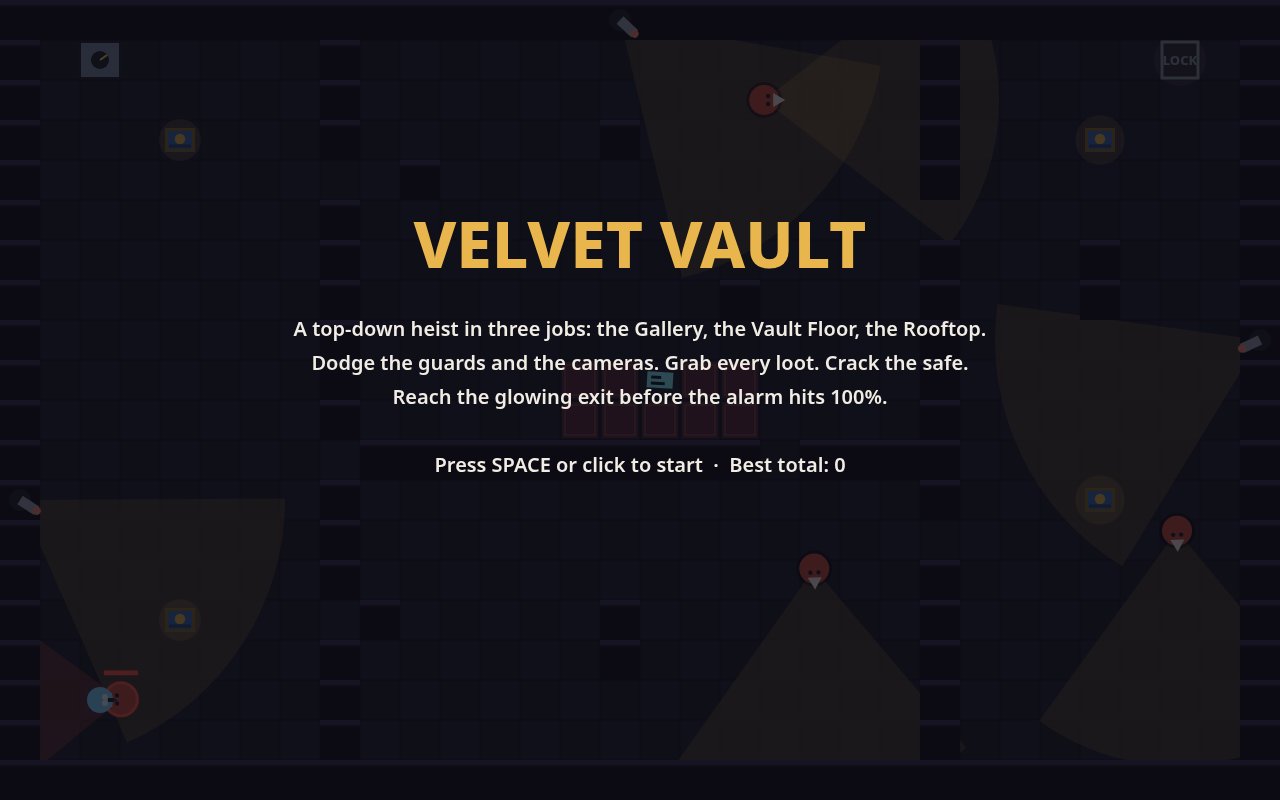 LOCK
VELVET VAULT
A top-down heist in three jobs: the Gallery, the Vault Floor, the Rooftop.
Dodge the guards and the cameras. Grab every loot. Crack the safe.
Reach the glowing exit before the alarm hits 100%.
Press SPACE or click to start · Best total: 0